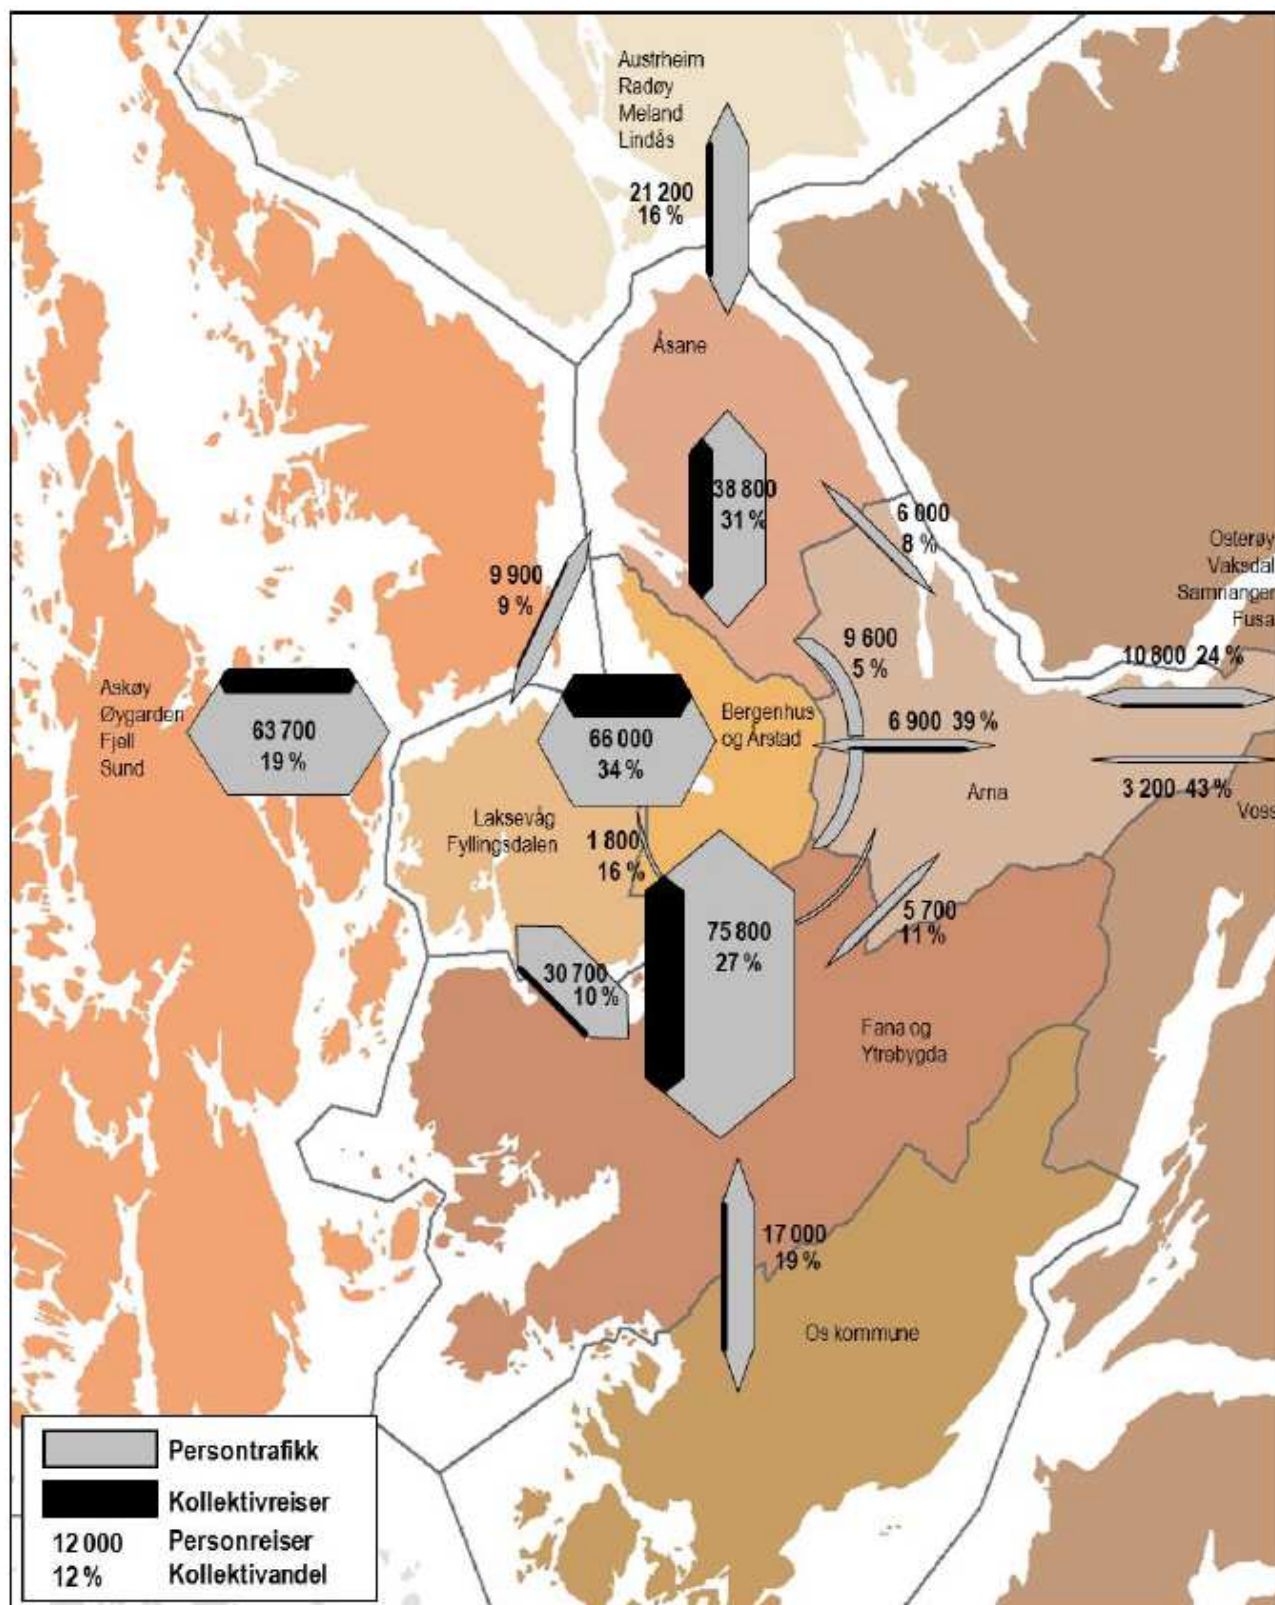 Austrheim
Radøy
Meland
Lindås
21 200
16 %
Åsane
38 800
31 %
6 000
8 %
Osterøy
Vaksdal
Samnanger
Fusa
9 900
9 %
9 600
5 %
10 800 24 %
Askøy
Øygarden
Fjell
Sund
63 700
19 %
66 000
34 %
Bergenhus
og Årstad
6 900 39 %
Arna
3 200 43 %
Voss
Laksevåg
Fyllingsdalen
1 800
16 %
75 800
27 %
5 700
11 %
30 700
10 %
Fana og
Ytrebygda
17 000
19 %
Os kommune
Persontrafikk
Kollektivreiser
12 000 Personreiser
12 % Kollektivandel